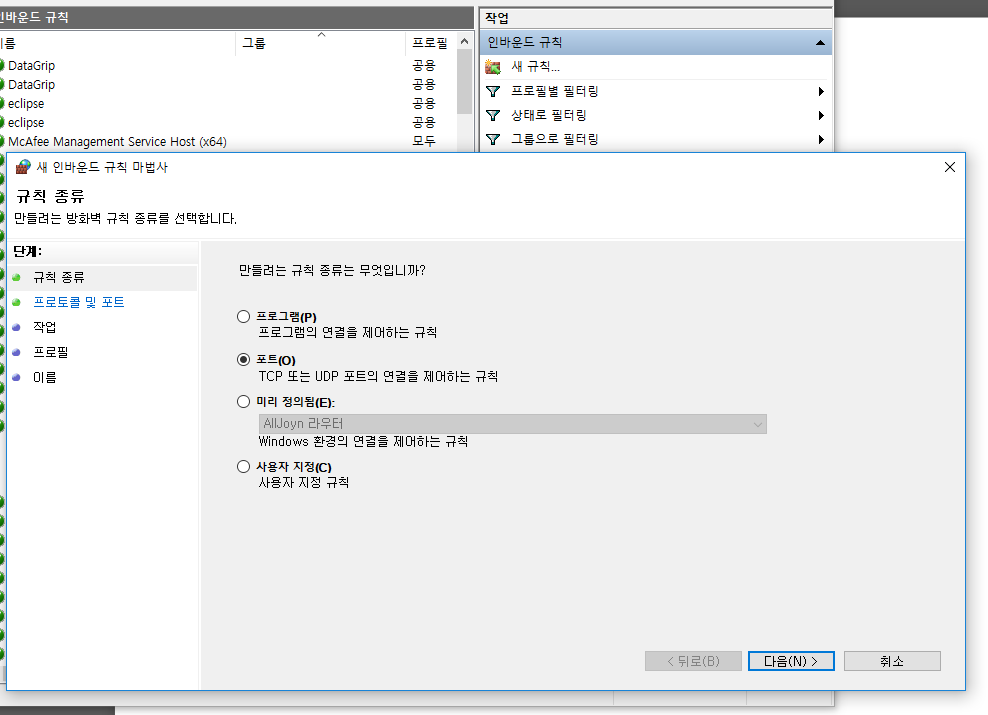 인바운드 규칙
이름 그룹 프로필
DataGrip 공용
DataGrip 공용
eclipse 공용
eclipse 공용
McAfee Management Service Host (x64) 모두
작업
인바운드 규칙
새 규칙...
프로필별 필터링
상태로 필터링
그룹으로 필터링
새 인바운드 규칙 마법사
규칙 종류
만들려는 방화벽 규칙 종류를 선택합니다.
단계:
규칙 종류
프로토콜 및 포트
작업
프로필
이름
만들려는 규칙 종류는 무엇입니까?
프로그램(P)
프로그램의 연결을 제어하는 규칙
포트(O)
TCP 또는 UDP 포트의 연결을 제어하는 규칙
미리 정의됨(E):
AllJoyn 라우터
Windows 환경의 연결을 제어하는 규칙
사용자 지정(C)
사용자 지정 규칙
< 뒤로(B) 다음(N) > 취소